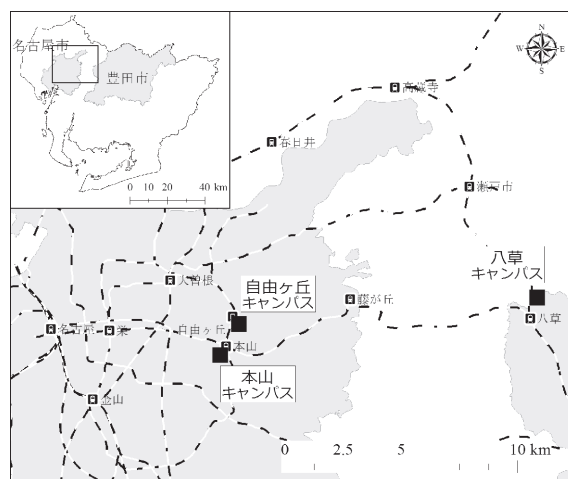 名古屋市
豊田市
0 10 20 40 km
N
W E
S
高蔵寺
春日井
瀬戸市
大曽根
自由ヶ丘
キャンパス
八草
キャンパス
藤が丘
八草
名古屋
栄
自由ヶ丘
本山
本山
キャンパス
金山
0 2.5 5 10 km